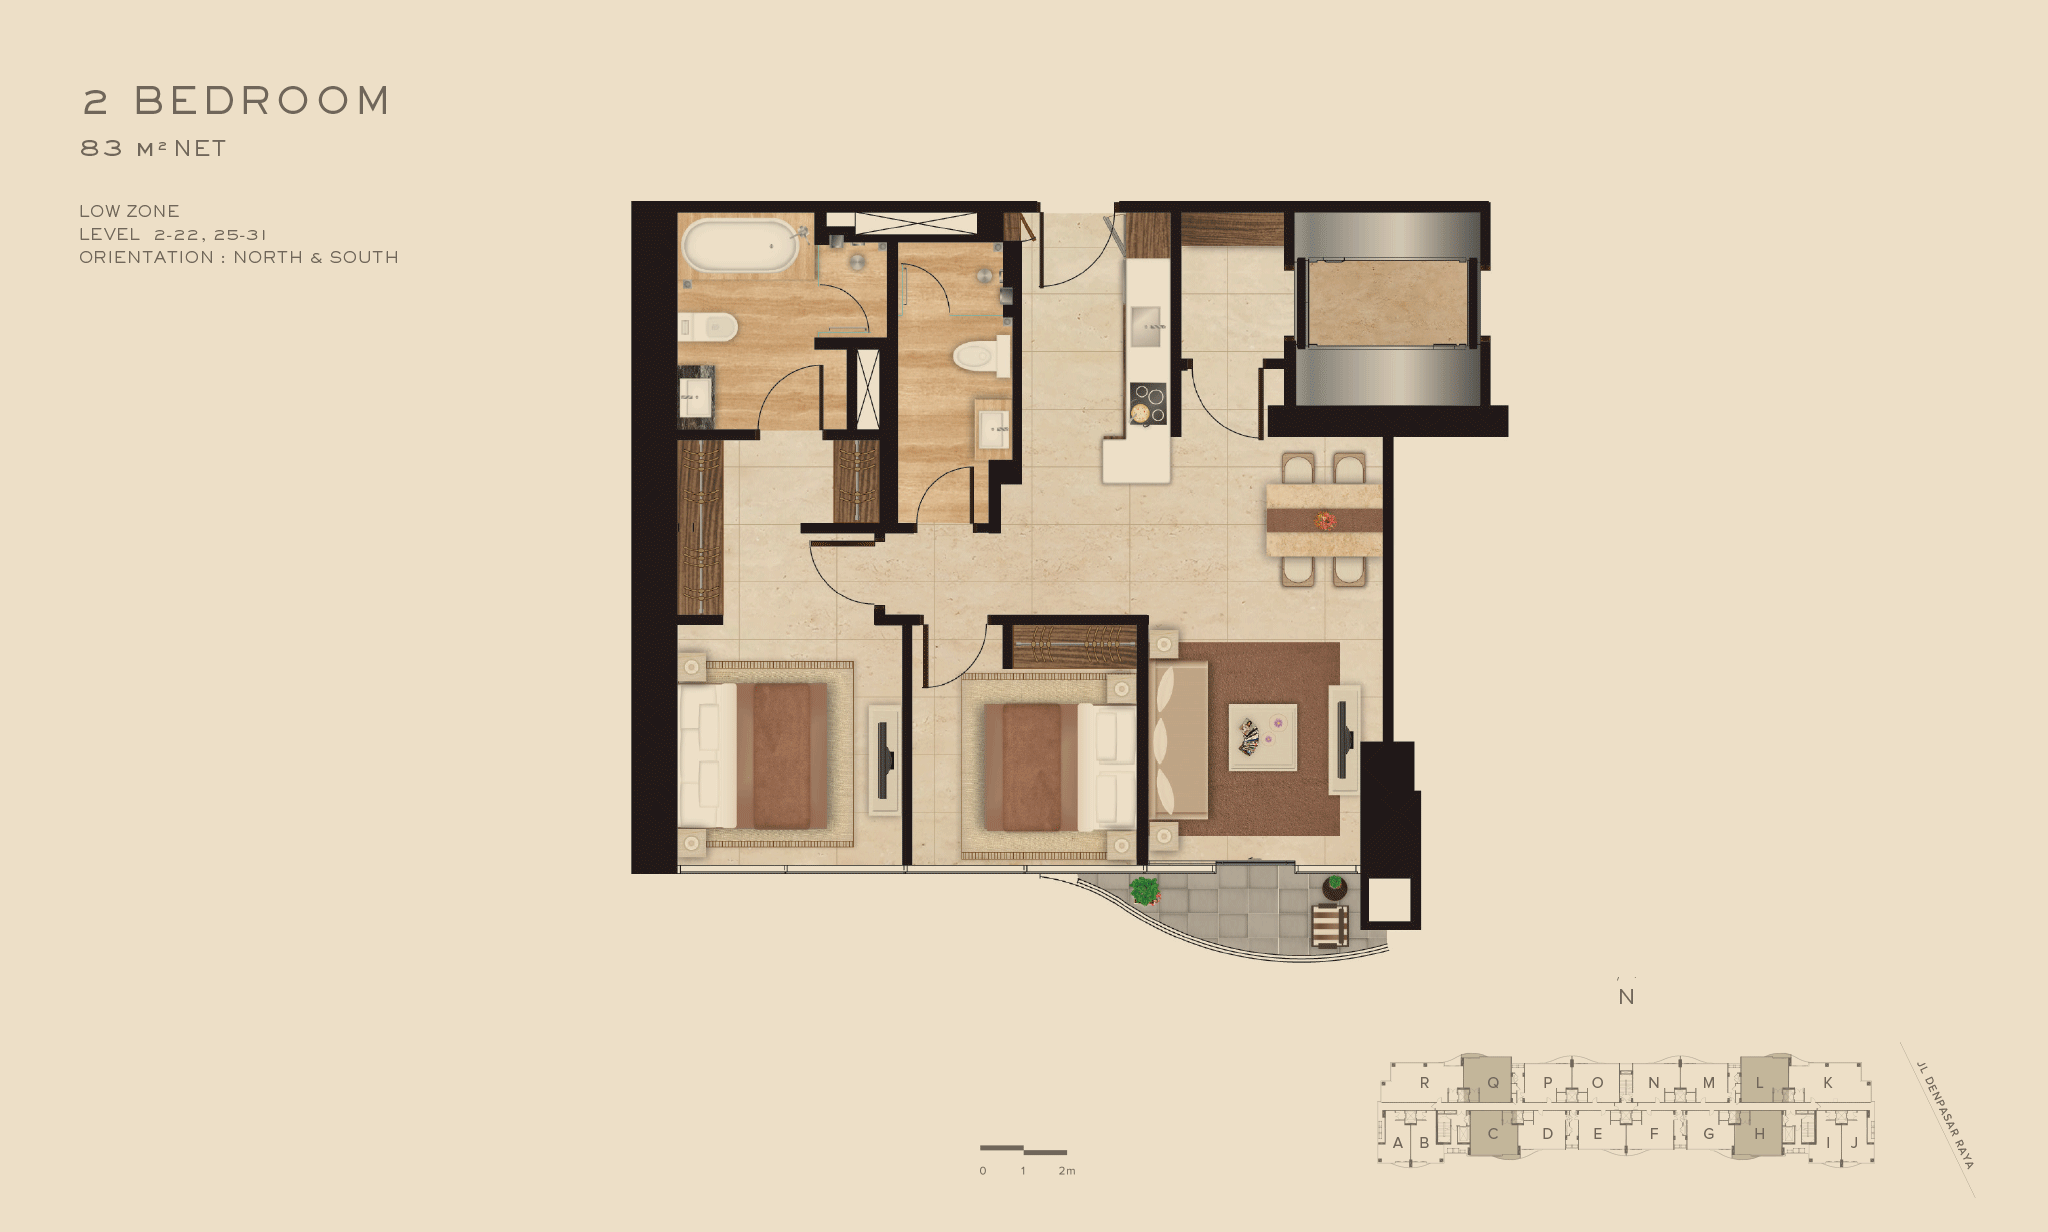 2 BEDROOM
83 M² NET
LOW ZONE
LEVEL 2-22, 25-31
ORIENTATION : NORTH & SOUTH
N
R Q P O N M L K
A B C D E F G H I J
JL DENPASAR RAYA
0 1 2m